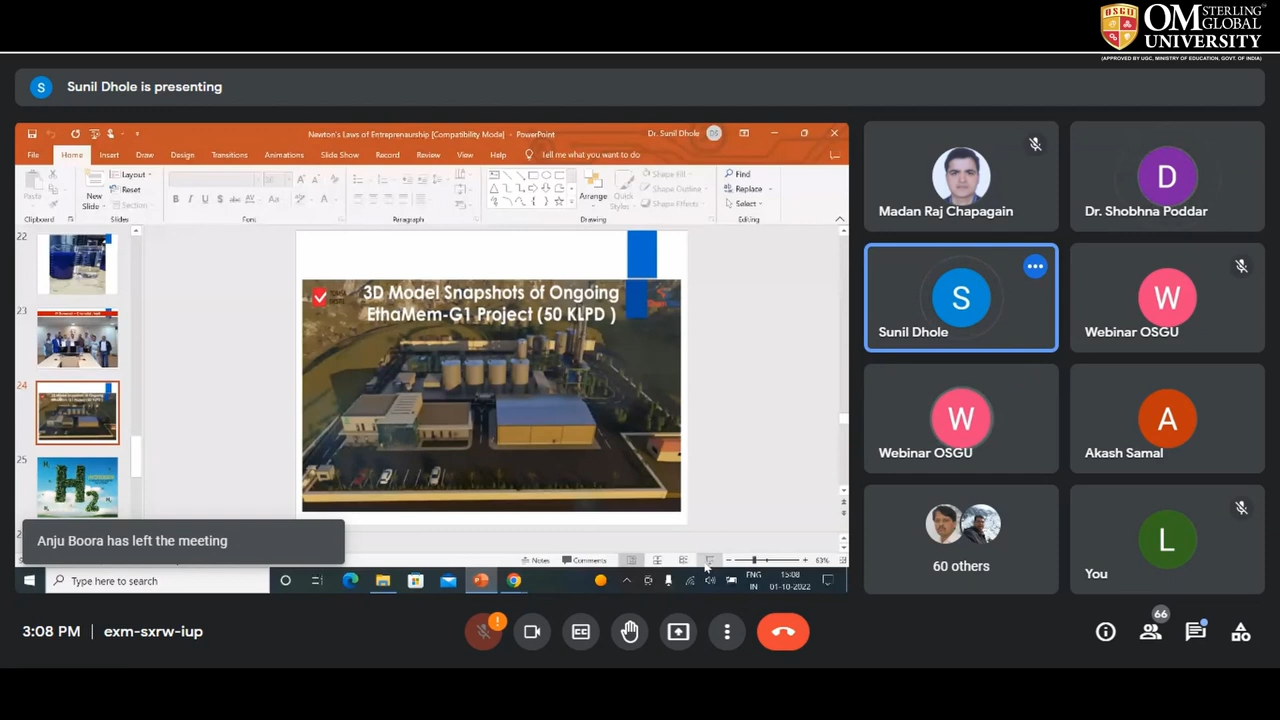 OSGU
OM STERLING
GLOBAL
UNIVERSITY
(APPROVED BY UGC, MINISTRY OF EDUCATION, GOVT. OF INDIA)
S
Sunil Dhole is presenting
Newton's Laws of Entreprenaurship [Compatibility Mode] - PowerPoint
Dr. Sunil Dhole
DS
File Home Insert Draw Design Transitions Animations Slide Show Record Review View Help Tell me what you want to do
Paste
Clipboard
New
Slide
Layout
Reset
Section
Slides
Font
Paragraph
Arrange
Quick
Styles
Shape Fill
Shape Outline
Shape Effects
Drawing
Find
Replace
Select
Editing
22
23
24
25
H2
3D Model Snapshots of Ongoing
EthaMem-G1 Project (50 KLPD )
Anju Boora has left the meeting
Notes Comments 63%
Type here to search
ENG
IN
15:08
01-10-2022
Madan Raj Chapagain
D
Dr. Shobhna Poddar
S
Sunil Dhole
W
Webinar OSGU
W
Webinar OSGU
A
Akash Samal
60 others
L
You
3:08 PM | exm-sxrw-iup
!
CC
66